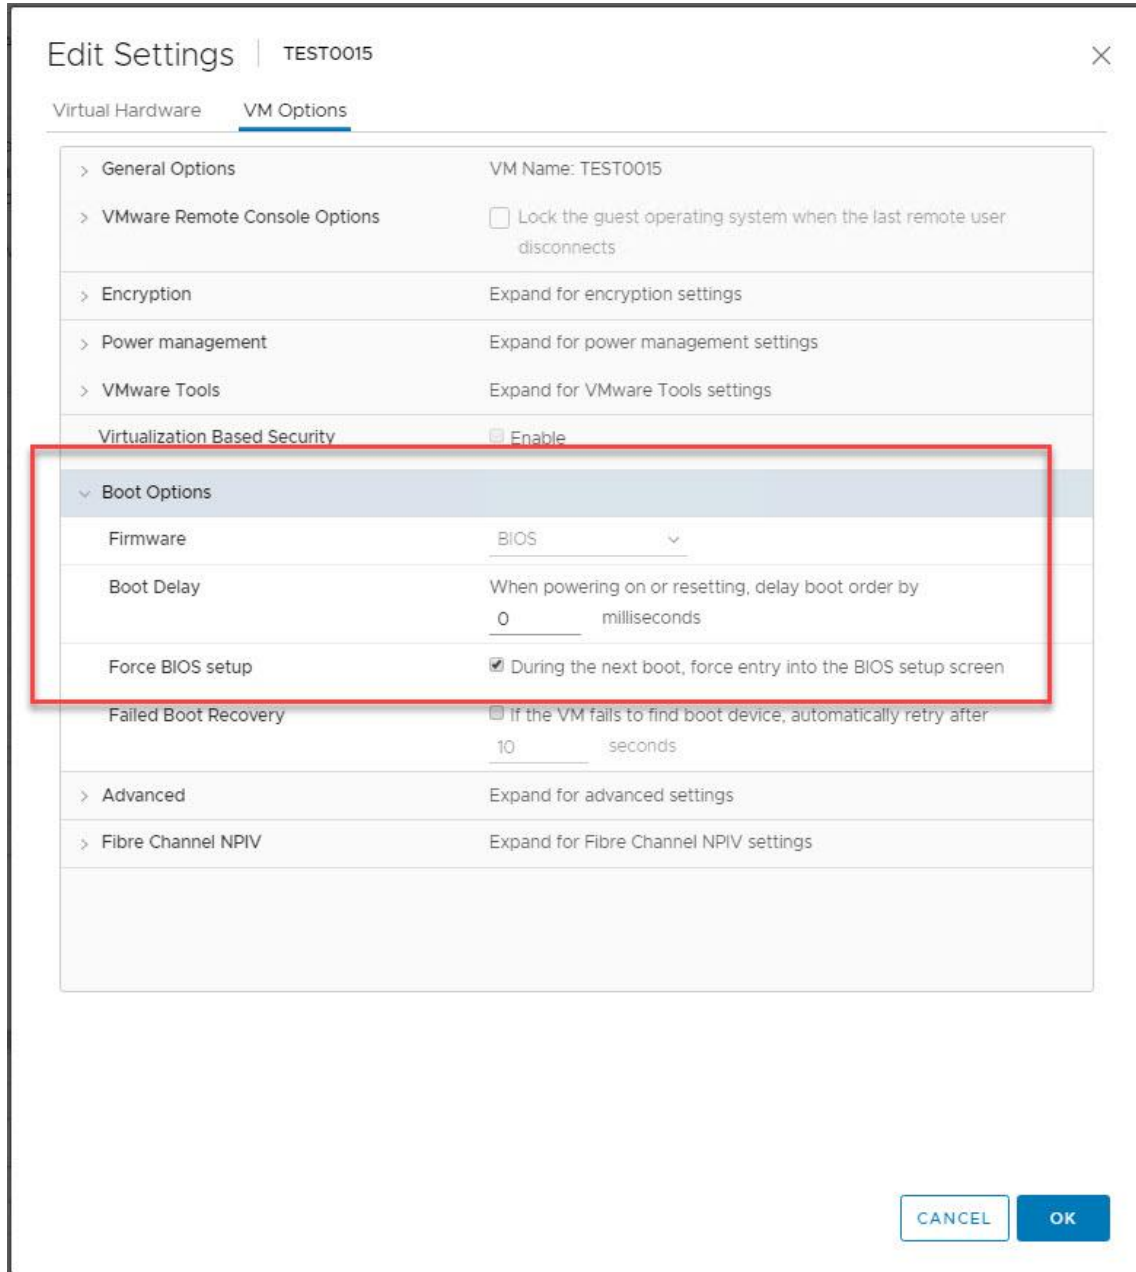 Edit Settings TEST0015
Virtual Hardware VM Options
General Options VM Name: TEST0015
VMware Remote Console Options Lock the guest operating system when the last remote user
disconnects
Encryption Expand for encryption settings
Power management Expand for power management settings
VMware Tools Expand for VMware Tools settings
Virtualization Based Security Enable
Boot Options
Firmware BIOS
Boot Delay When powering on or resetting, delay boot order by
0 milliseconds
Force BIOS setup During the next boot, force entry into the BIOS setup screen
Failed Boot Recovery If the VM fails to find boot device, automatically retry after
10 seconds
Advanced Expand for advanced settings
Fibre Channel NPIV Expand for Fibre Channel NPIV settings
CANCEL OK